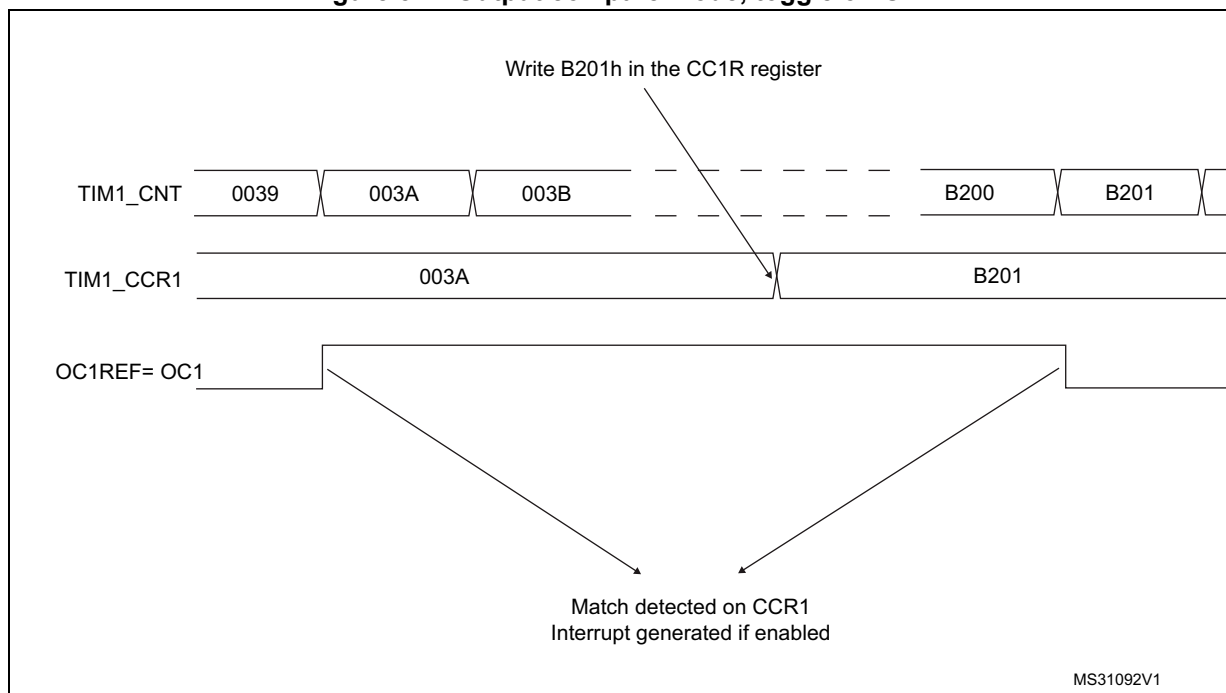 Write B201h in the CC1R register
TIM1_CNT 0039 003A 003B B200 B201
TIM1_CCR1 003A B201
OC1REF= OC1
Match detected on CCR1
Interrupt generated if enabled
MS31092V1